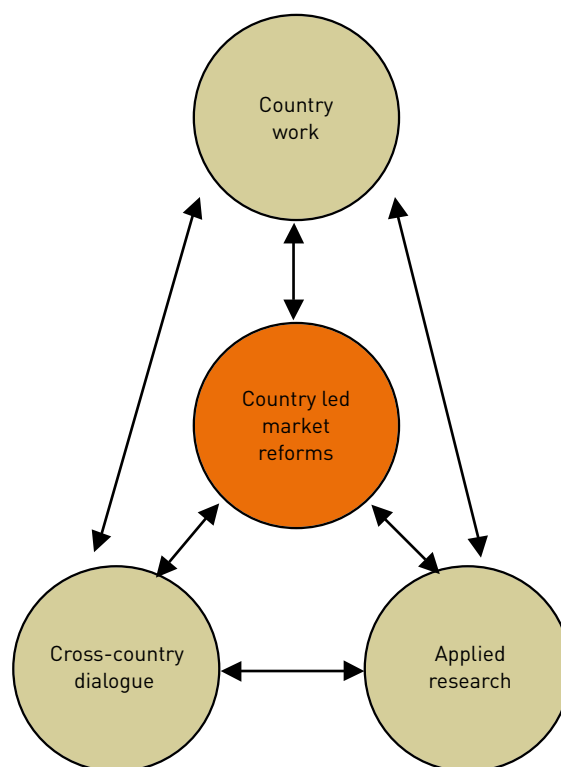 Country
work
Country led
market
reforms
Cross-country
dialogue
Applied
research